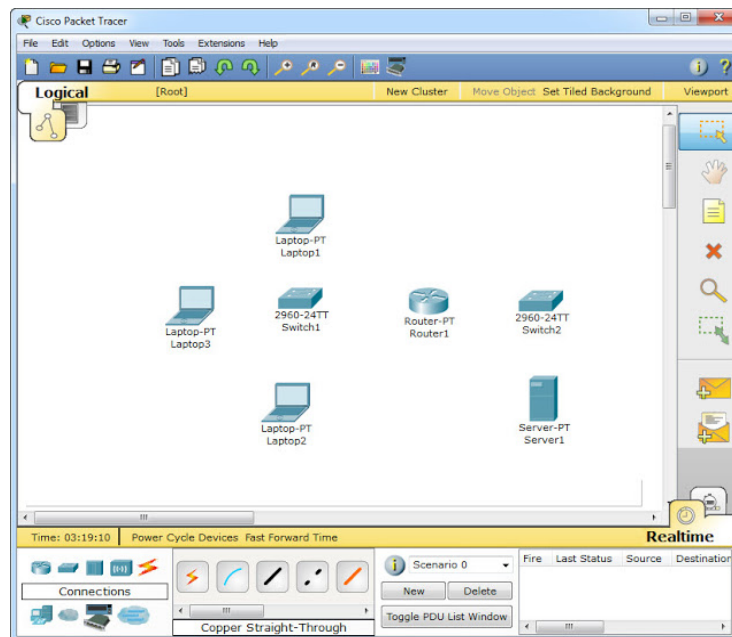 Cisco Packet Tracer
File Edit Options View Tools Extensions Help
Logical [Root] New Cluster Move Object Set Tiled Background Viewport
Laptop-PT
Laptop1
Laptop-PT
Laptop3
2960-24TT
Switch1
Router-PT
Router1
2960-24TT
Switch2
Laptop-PT
Laptop2
Server-PT
Server1
Time: 03:19:10 Power Cycle Devices Fast Forward Time Realtime
Connections
Copper Straight-Through
Scenario 0
New Delete
Toggle PDU List Window
Fire Last Status Source Destination